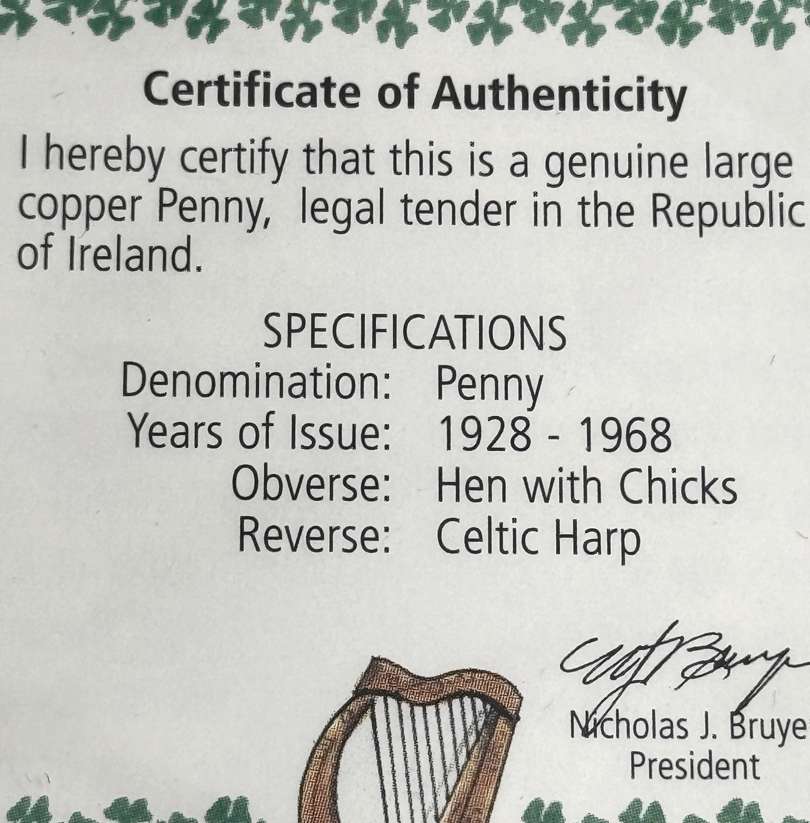 Certificate of Authenticity
I hereby certify that this is a genuine large
copper Penny, legal tender in the Republic
of Ireland.
SPECIFICATIONS
Denomination: Penny
Years of Issue: 1928 - 1968
Obverse: Hen with Chicks
Reverse: Celtic Harp
Nicholas J. Bruye
President